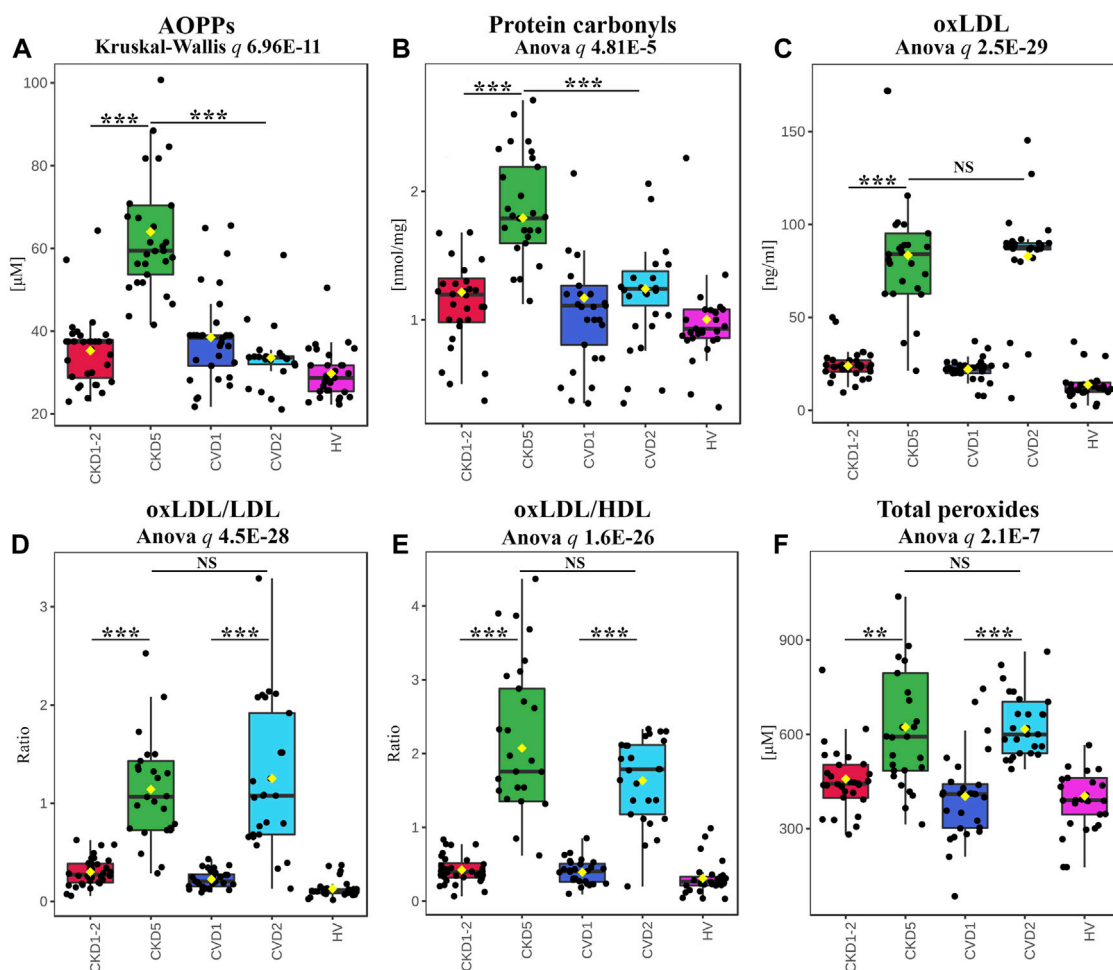 AOPPs
A Kruskal-Wallis q 6.96E-11
[µM]
100
80
60
40
20
***
***
CKD1-2
CKD5
CVD1
CVD2
HV
Protein carbonyls
B Anova q 4.81E-5
[nmol/mg]
2
1
***
***
CKD1-2
CKD5
CVD1
CVD2
HV
oxLDL
C Anova q 2.5E-29
[ng/ml]
150
100
50
0
***
NS
CKD1-2
CKD5
CVD1
CVD2
HV
oxLDL/LDL
D Anova q 4.5E-28
Ratio
3
2
1
0
NS
***
***
CKD1-2
CKD5
CVD1
CVD2
HV
oxLDL/HDL
E Anova q 1.6E-26
Ratio
4
3
2
1
0
NS
***
***
CKD1-2
CKD5
CVD1
CVD2
HV
Total peroxides
F Anova q 2.1E-7
[µM]
900
600
300
NS
**
***
CKD1-2
CKD5
CVD1
CVD2
HV